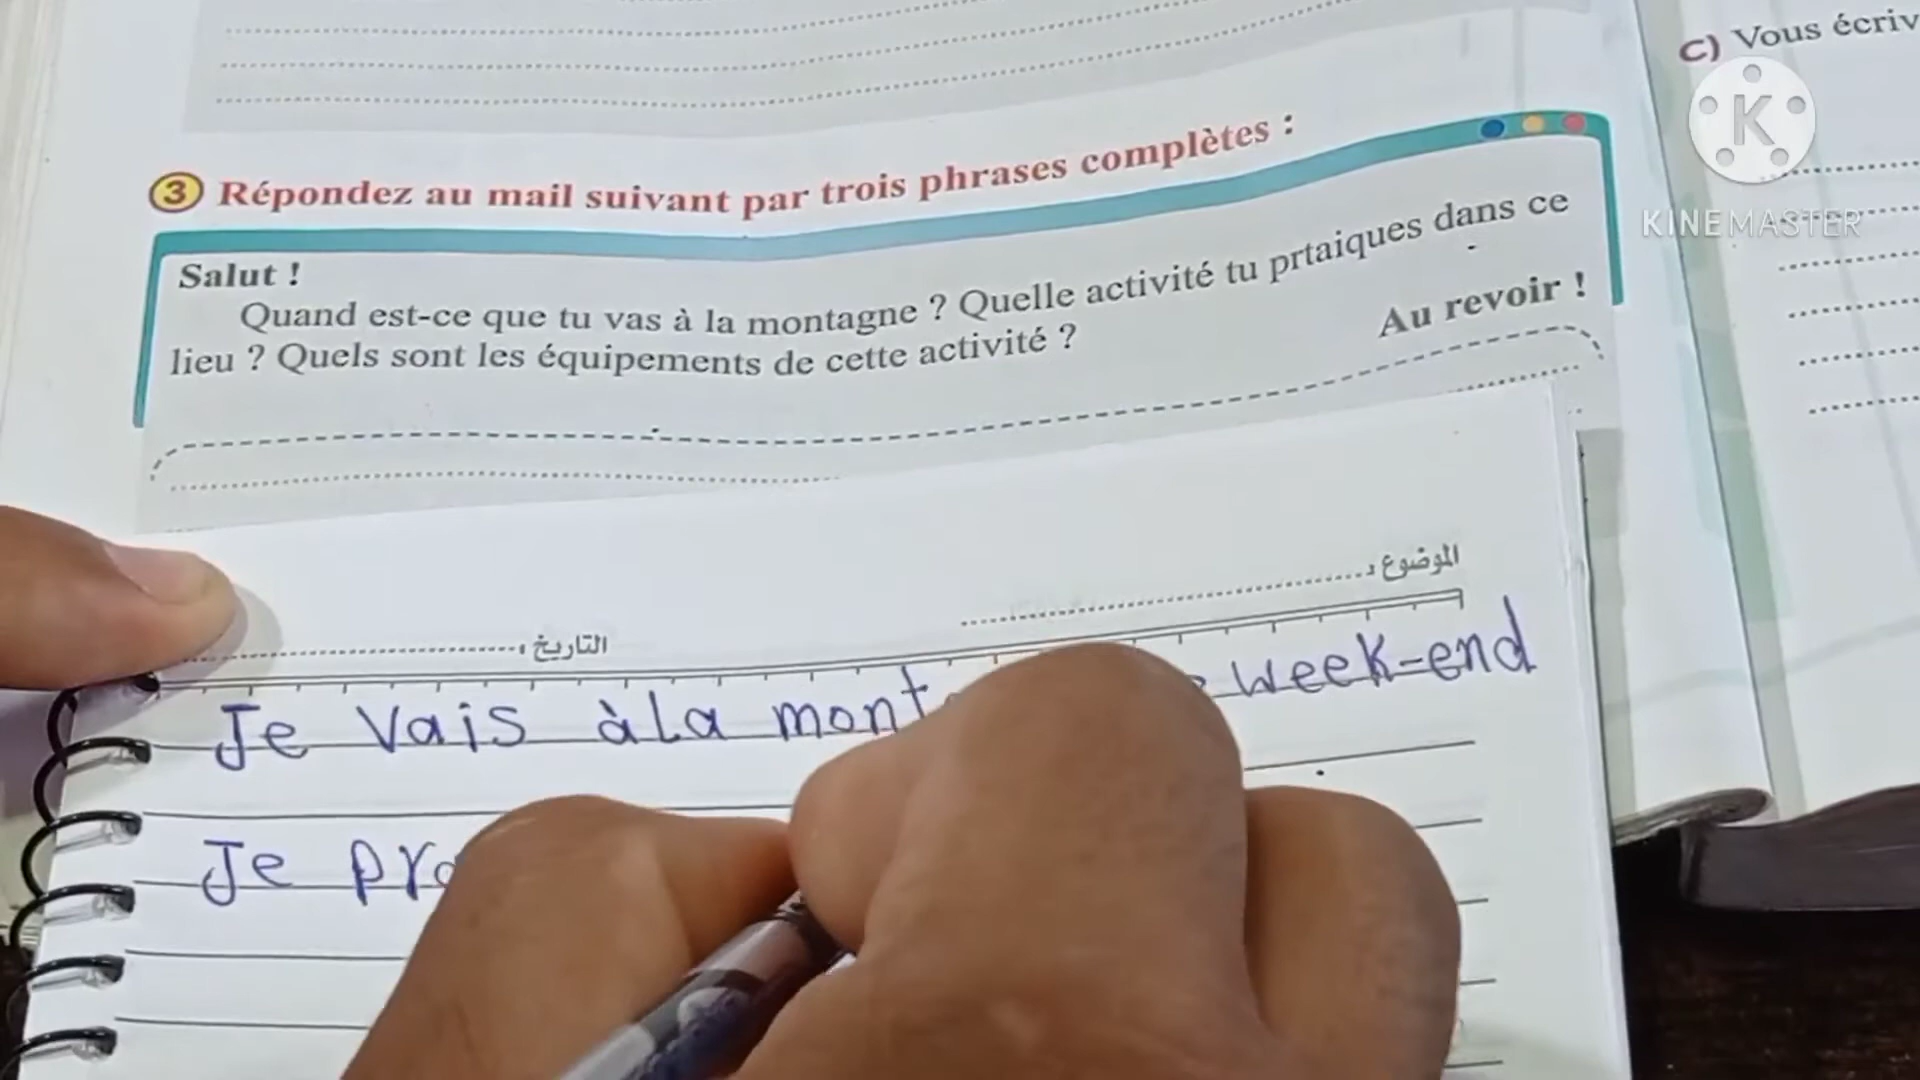 C) Vous écriv
K
KINEMASTER
3 Répondez au mail suivant par trois phrases complètes :
Salut !
Quand est-ce que tu vas à la montagne ? Quelle activité tu prtaiques dans ce
lieu ? Quels sont les équipements de cette activité ?
Au revoir !
الموضوع :
التاريخ :
Je vais à la mont week-end
Je pra